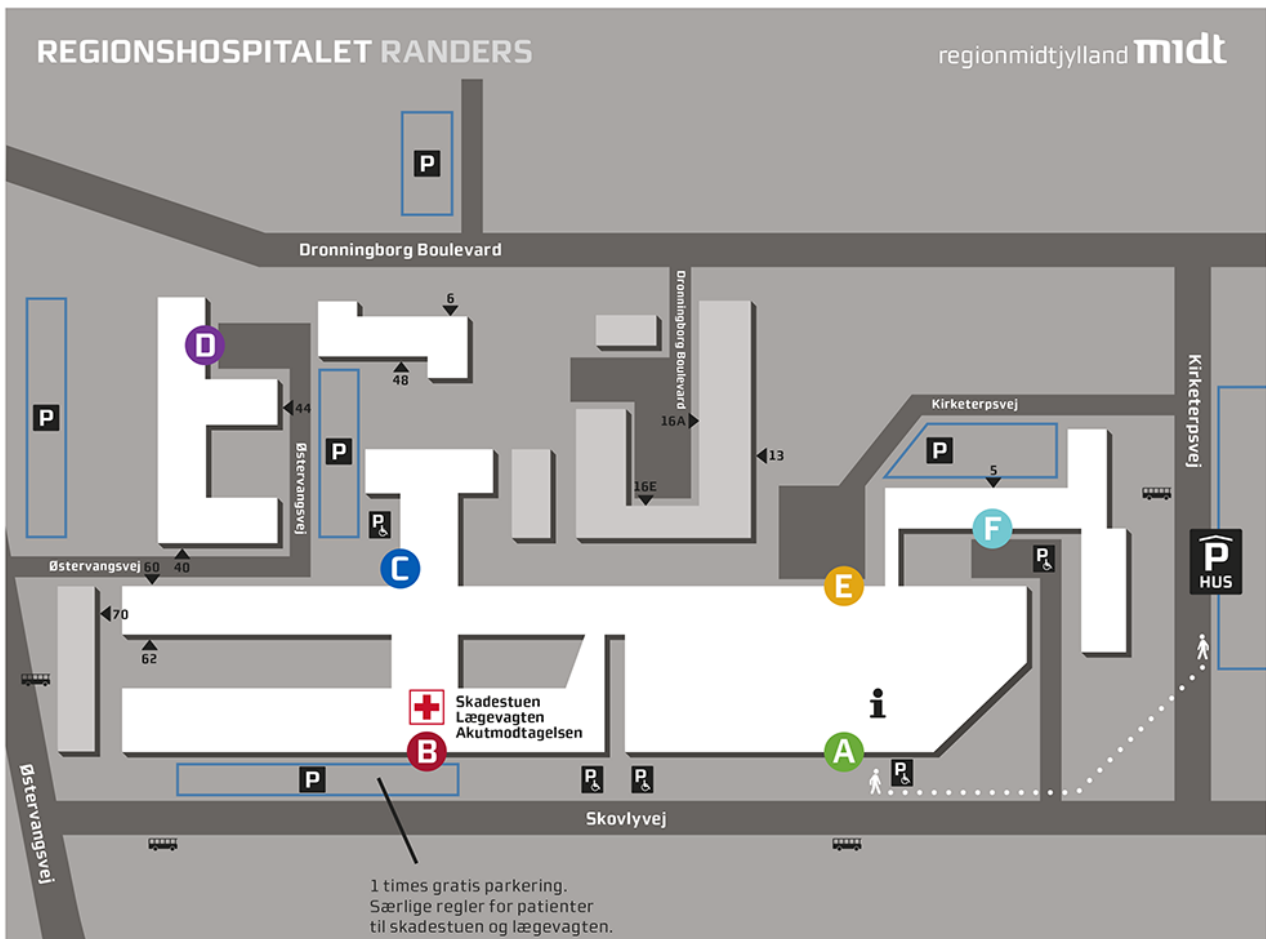 REGIONSHOSPITALET RANDERS
regionmidtjylland midt
P
Dronningborg Boulevard
Dronningborg Boulevard
6
D
48
44
P
P
Østervangsvej
16A
13
16E
Kirketerpsvej
Kirketerpsvej
P
5
F
P
P
HUS
P
C
E
Østervangsvej 60 40
70
62
Skadestuen
Lægevagten
Akutmodtagelsen
i
B
A
P
P
P
P
Skovlyvej
Østervangsvej
1 times gratis parkering.
Særlige regler for patienter
til skadestuen og lægevagten.